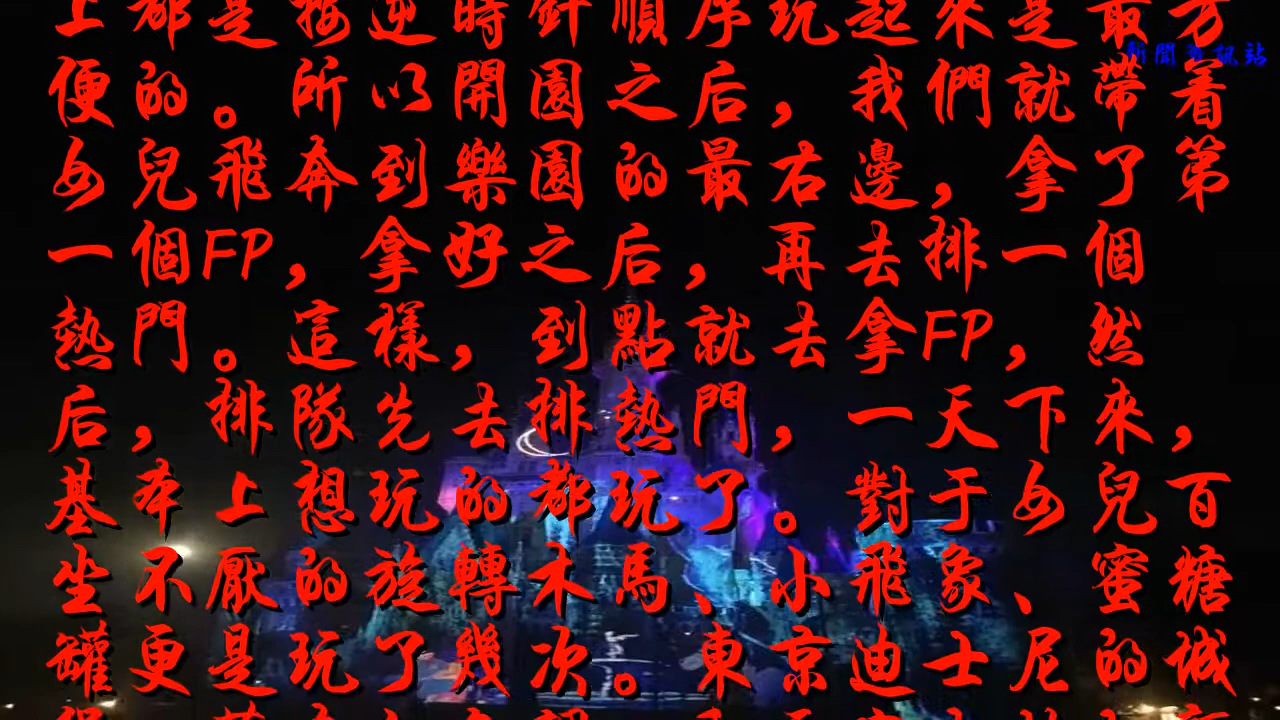 上都是按逆時針順序玩起來是最方
新聞資訊站
便的。所以開園之后，我們就帶着
女兒飛奔到樂園的最右邊，拿了第
一個FP，拿好之后，再去排一個
熱門。這樣，到點就去拿FP，然
后，排隊先去排熱門，一天下來，
基本上想玩的都玩了。對于女兒百
坐不厭的旋轉木馬、小飛象、蜜糖
罐更是玩了幾次。東京迪士尼的城